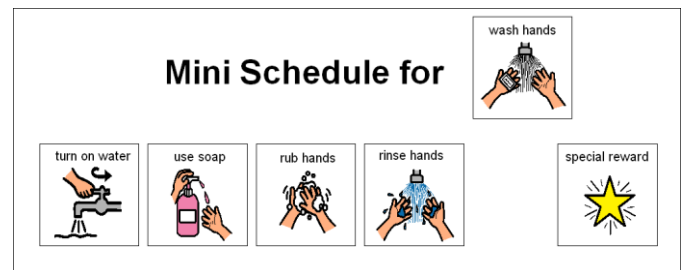 wash hands
Mini Schedule for
turn on water
use soap
rub hands
rinse hands
special reward